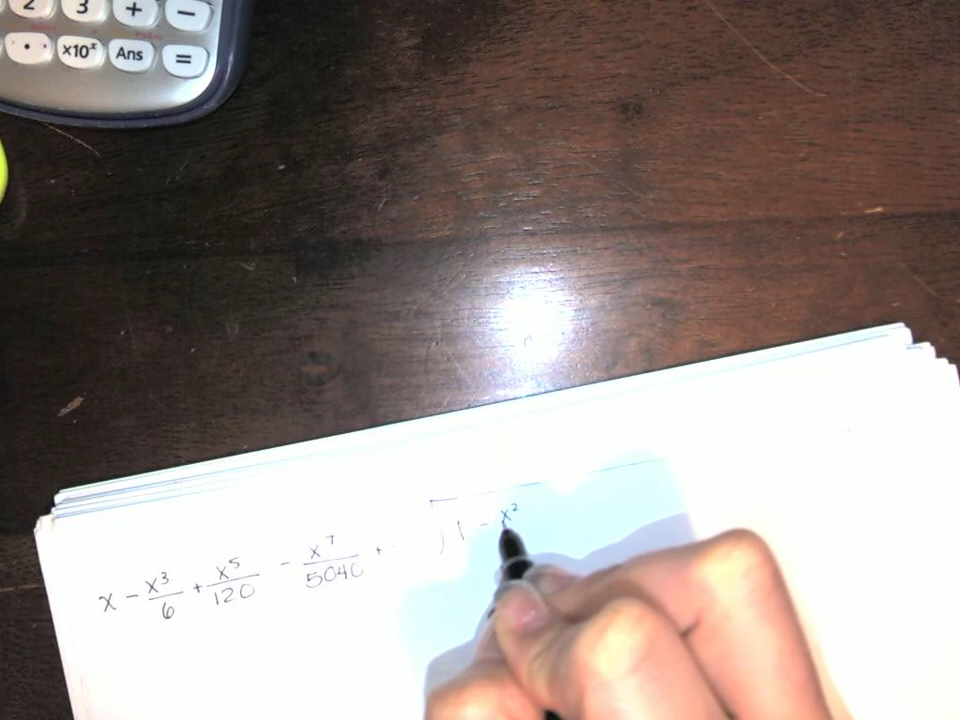 2 3 + −
• ×10ˣ Ans =
x − x³/6 + x⁵/120 − x⁷/5040 + ... ) 1 − x²